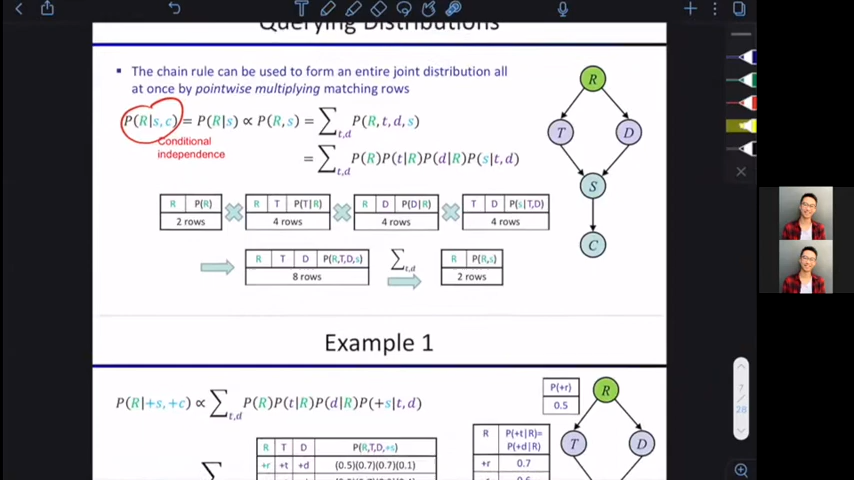 Querying Distributions
▪ The chain rule can be used to form an entire joint distribution all
at once by pointwise multiplying matching rows
P(R|s, c) = P(R|s) ∝ P(R, s) = ∑t,d P(R, t, d, s)
Conditional
independence
= ∑t,d P(R)P(t|R)P(d|R)P(s|t, d)
R
T
D
S
C
R P(R)
2 rows
R T P(T|R)
4 rows
R D P(D|R)
4 rows
T D P(s|T,D)
4 rows
R T D P(R,T,D,s)
8 rows
∑t,d
R P(R,s)
2 rows
Example 1
P(R|+s, +c) ∝ ∑t,d P(R)P(t|R)P(d|R)P(+s|t, d)
P(+r)
0.5
R
T
D
R T D P(R,T,D,+s)
+r +t +d (0.5)(0.7)(0.7)(0.1)
∑
R P(+t|R)=
P(+d|R)
+r 0.7
7
28